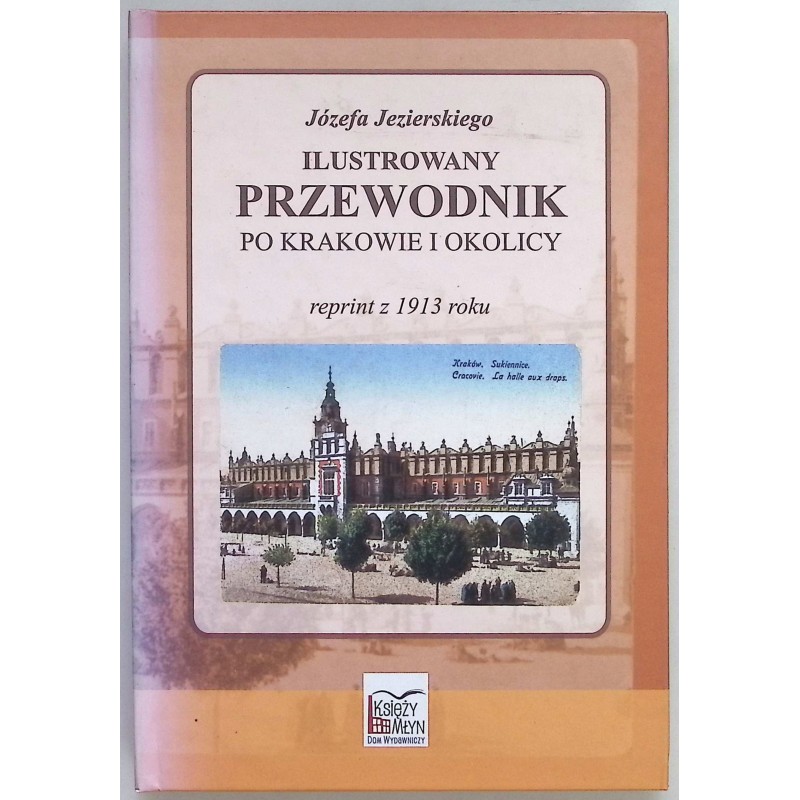 Józefa Jezierskiego
ILUSTROWANY
PRZEWODNIK
PO KRAKOWIE I OKOLICY
reprint z 1913 roku
Kraków. Sukiennice.
Cracovie. La halle aux draps.
KSIĘŻY
MŁYN
DOM WYDAWNICZY